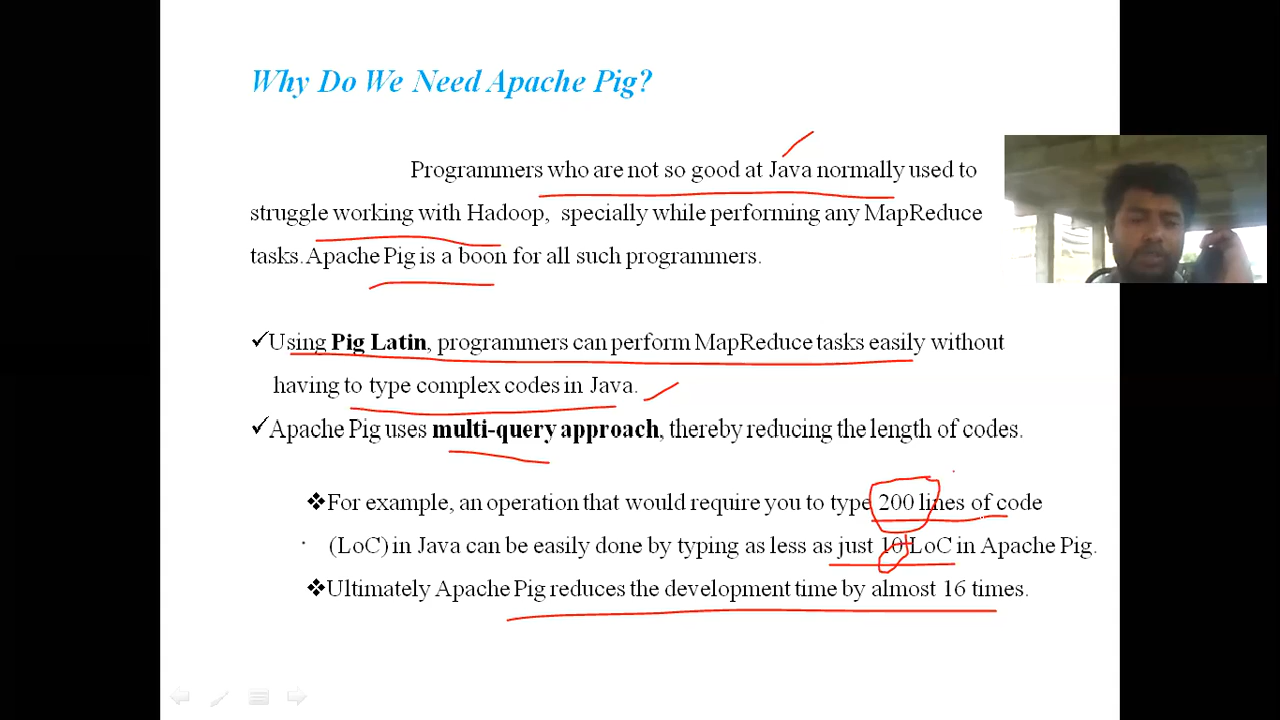 Why Do We Need Apache Pig?
Programmers who are not so good at Java normally used to
struggle working with Hadoop, specially while performing any MapReduce
tasks. Apache Pig is a boon for all such programmers.
✓Using Pig Latin, programmers can perform MapReduce tasks easily without
having to type complex codes in Java.
✓Apache Pig uses multi-query approach, thereby reducing the length of codes.
❖For example, an operation that would require you to type 200 lines of code
(LoC) in Java can be easily done by typing as less as just 10 LoC in Apache Pig.
❖Ultimately Apache Pig reduces the development time by almost 16 times.